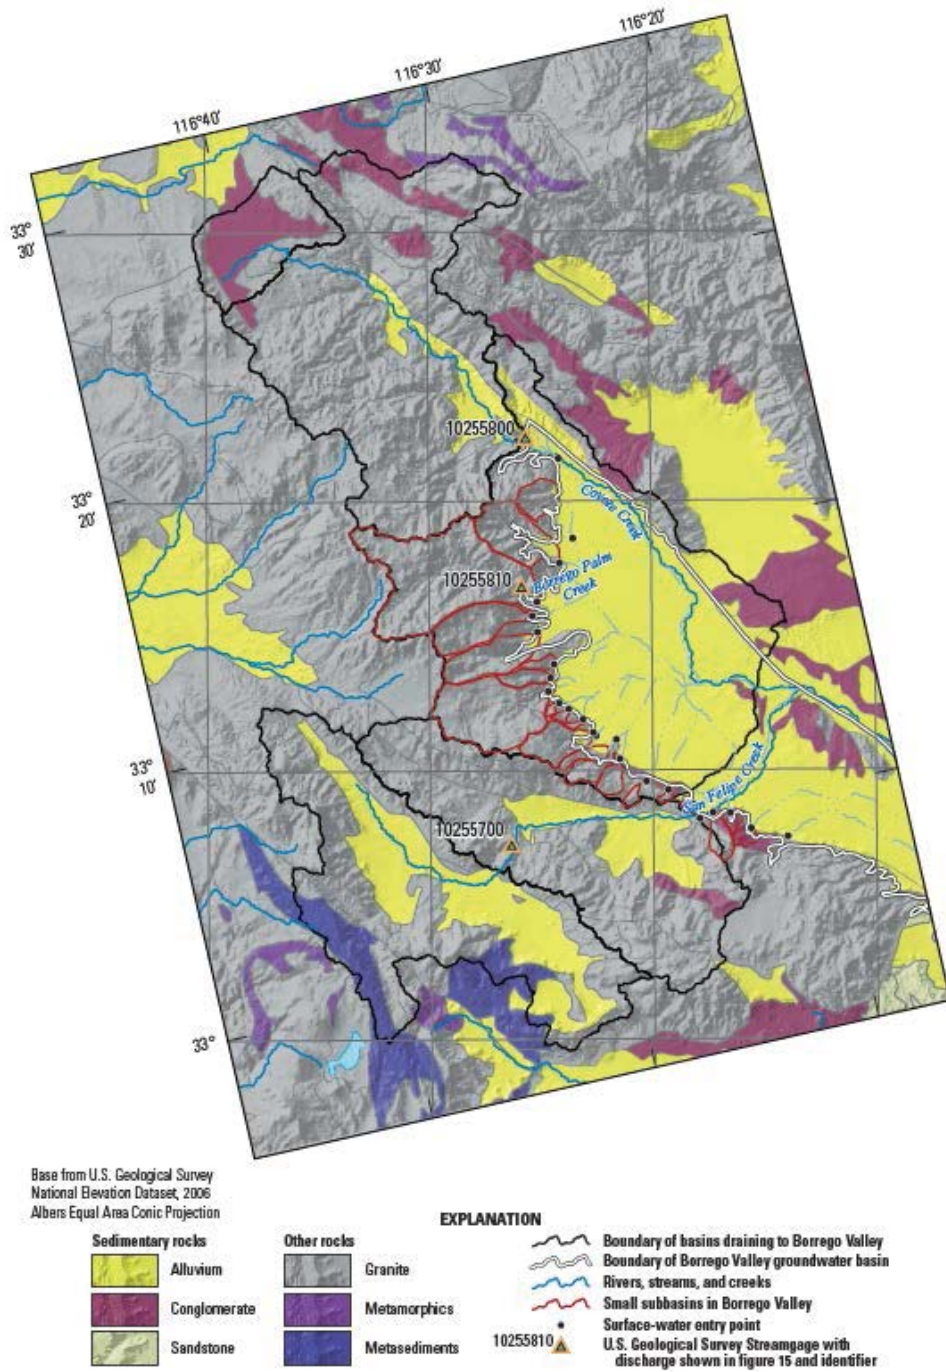 116°20'
116°30'
116°40'
33°
30'
10255800
33°
20'
Coyote Creek
10255810
Borrego Palm
Creek
33°
10'
San Felipe Creek
10255700
33°
Base from U.S. Geological Survey
National Elevation Dataset, 2006
Albers Equal Area Conic Projection
EXPLANATION
Sedimentary rocks
Alluvium
Conglomerate
Sandstone
Other rocks
Granite
Metamorphics
Metasediments
Boundary of basins draining to Borrego Valley
Boundary of Borrego Valley groundwater basin
Rivers, streams, and creeks
Small subbasins in Borrego Valley
Surface-water entry point
10255810 U.S. Geological Survey Streamgage with
discharge shown in figure 15 and identifier